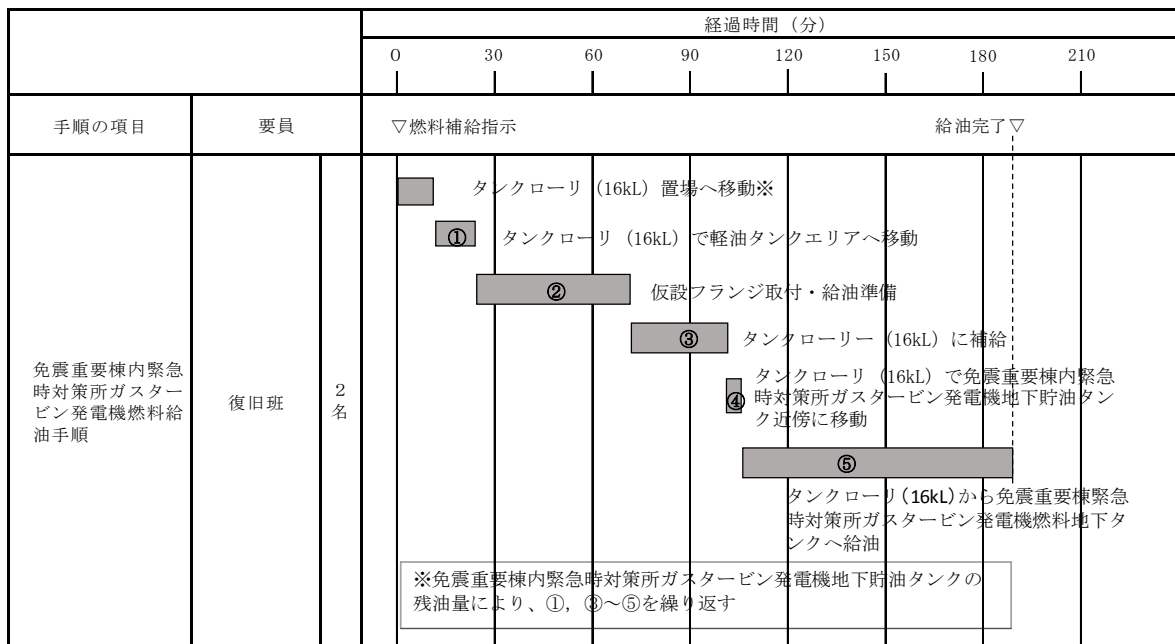 経過時間（分）
0 30 60 90 120 150 180 210
手順の項目 要員 ▽燃料補給指示 給油完了▽
タンクローリ（16kL）置場へ移動※
① タンクローリ（16kL）で軽油タンクエリアへ移動
② 仮設フランジ取付・給油準備
③ タンクローリー（16kL）に補給
免震重要棟内緊急
時対策所ガスター
ビン発電機燃料給
油手順
復旧班
2
名
④ タンクローリ（16kL）で免震重要棟内緊急
時対策所ガスタービン発電機地下貯油タン
ク近傍に移動
⑤
タンクローリ(16kL)から免震重要棟緊急
時対策所ガスタービン発電機燃料地下タ
ンクへ給油
※免震重要棟内緊急時対策所ガスタービン発電機地下貯油タンクの
残油量により、①，③～⑤を繰り返す